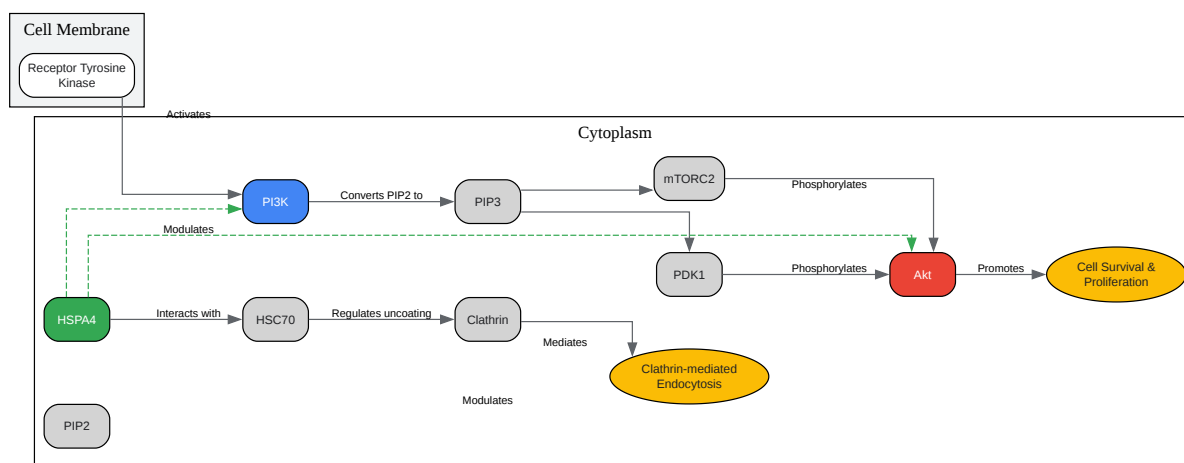 Cell Membrane
Receptor Tyrosine
Kinase
Activates
Cytoplasm
mTORC2
Phosphorylates
PI3K
Converts PIP2 to
PIP3
Modulates
PDK1
Phosphorylates
Akt
Promotes
Cell Survival &
Proliferation
HSPA4
Interacts with
HSC70
Regulates uncoating
Clathrin
Mediates
Clathrin-mediated
Endocytosis
Modulates
PIP2